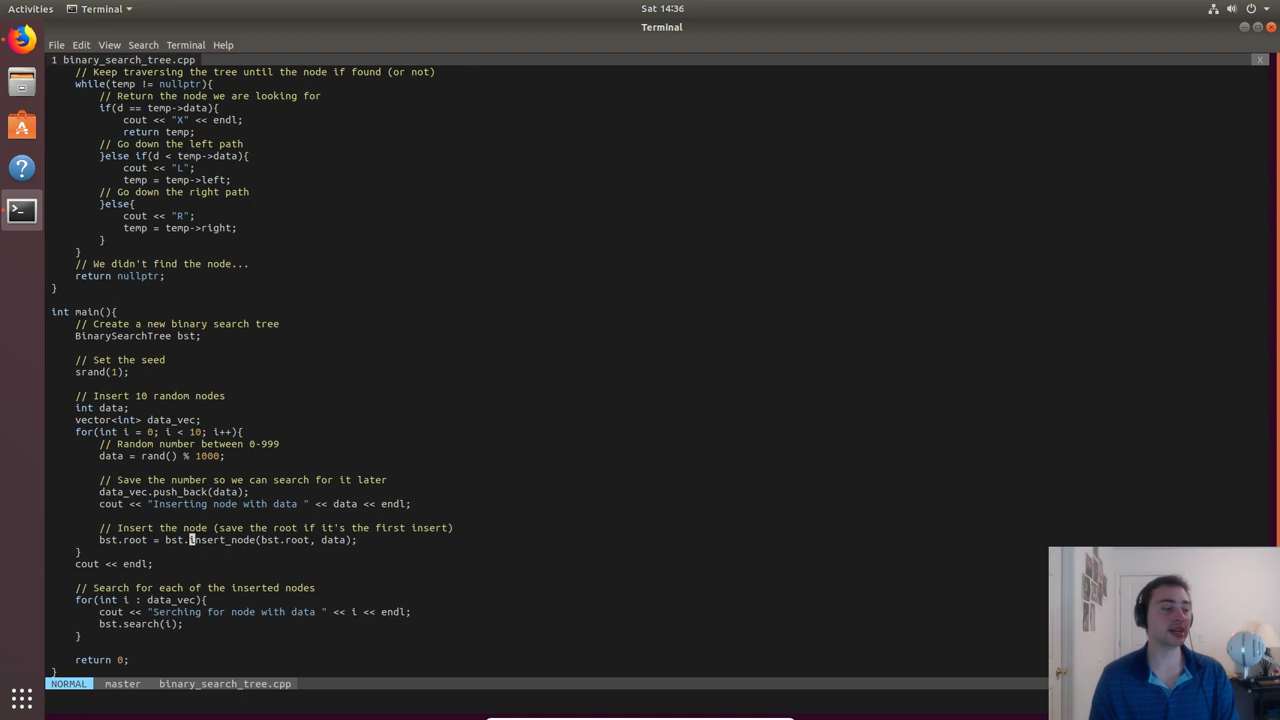 Activities Terminal Sat 14:36
Terminal
File Edit View Search Terminal Help
1 binary_search_tree.cpp X
// Keep traversing the tree until the node if found (or not)
while(temp != nullptr){
// Return the node we are looking for
if(d == temp->data){
cout << "X" << endl;
return temp;
// Go down the left path
}else if(d < temp->data){
cout << "L";
temp = temp->left;
// Go down the right path
}else{
cout << "R";
temp = temp->right;
}
}
// We didn't find the node...
return nullptr;
}
int main(){
// Create a new binary search tree
BinarySearchTree bst;
// Set the seed
srand(1);
// Insert 10 random nodes
int data;
vector<int> data_vec;
for(int i = 0; i < 10; i++){
// Random number between 0-999
data = rand() % 1000;
// Save the number so we can search for it later
data_vec.push_back(data);
cout << "Inserting node with data " << data << endl;
// Insert the node (save the root if it's the first insert)
bst.root = bst.insert_node(bst.root, data);
}
cout << endl;
// Search for each of the inserted nodes
for(int i : data_vec){
cout << "Serching for node with data " << i << endl;
bst.search(i);
}
return 0;
}
NORMAL master binary_search_tree.cpp